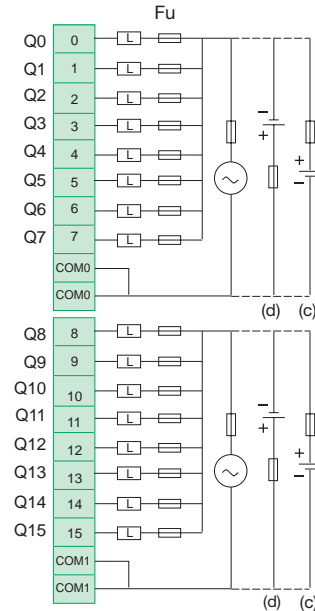 Fu
Q0 0 L
Q1 1 L
Q2 2 L
Q3 3 L
Q4 4 L
Q5 5 L
Q6 6 L
Q7 7 L
COM0
COM0
− + + −
(d) (c)
Q8 8 L
Q9 9 L
Q10 10 L
Q11 11 L
Q12 12 L
Q13 13 L
Q14 14 L
Q15 15 L
COM1
COM1
− + + −
(d) (c)